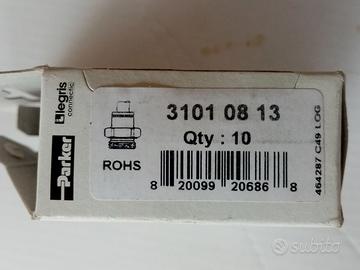 legris
connectic
Parker
3101 08 13
Qty : 10
ROHS
8 20099 20686 8
464287 C49 LOG
subito